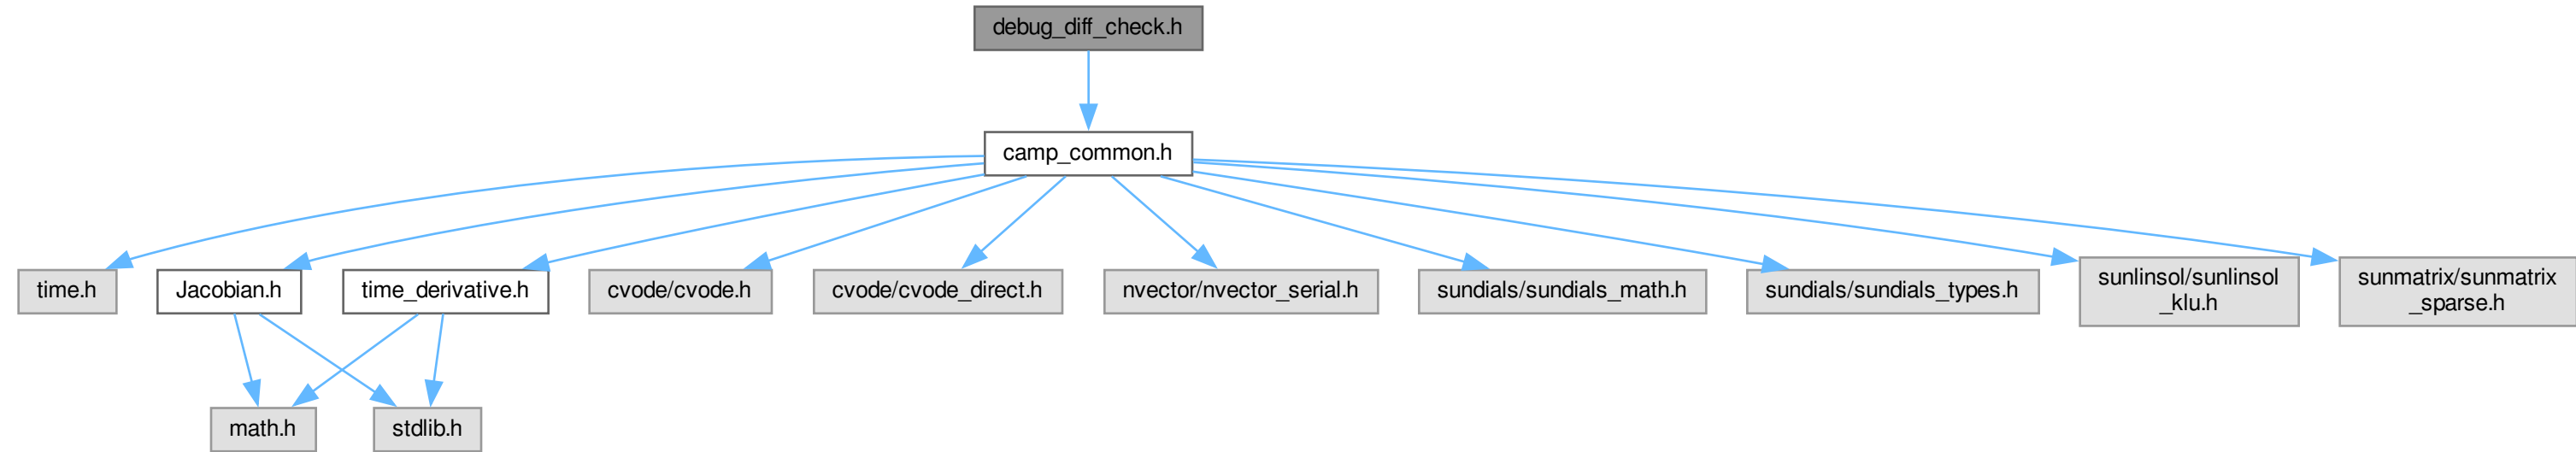 debug_diff_check.h
camp_common.h
time.h
Jacobian.h
time_derivative.h
cvode/cvode.h
cvode/cvode_direct.h
nvector/nvector_serial.h
sundials/sundials_math.h
sundials/sundials_types.h
sunlinsol/sunlinsol
_klu.h
sunmatrix/sunmatrix
_sparse.h
math.h
stdlib.h